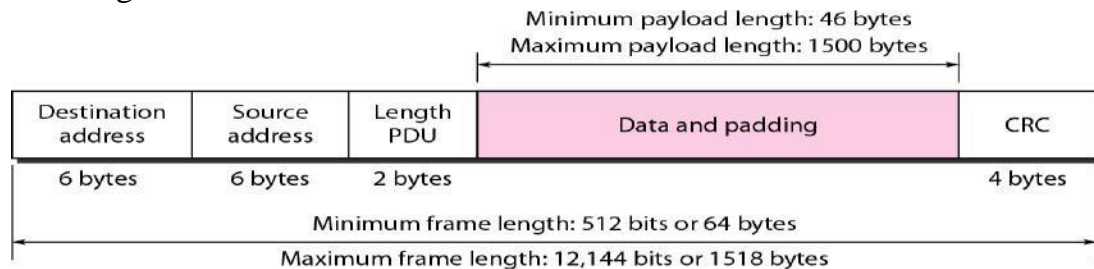 Minimum payload length: 46 bytes
Maximum payload length: 1500 bytes
Destination address
Source address
Length PDU
Data and padding
CRC
6 bytes
6 bytes
2 bytes
4 bytes
Minimum frame length: 512 bits or 64 bytes
Maximum frame length: 12,144 bits or 1518 bytes